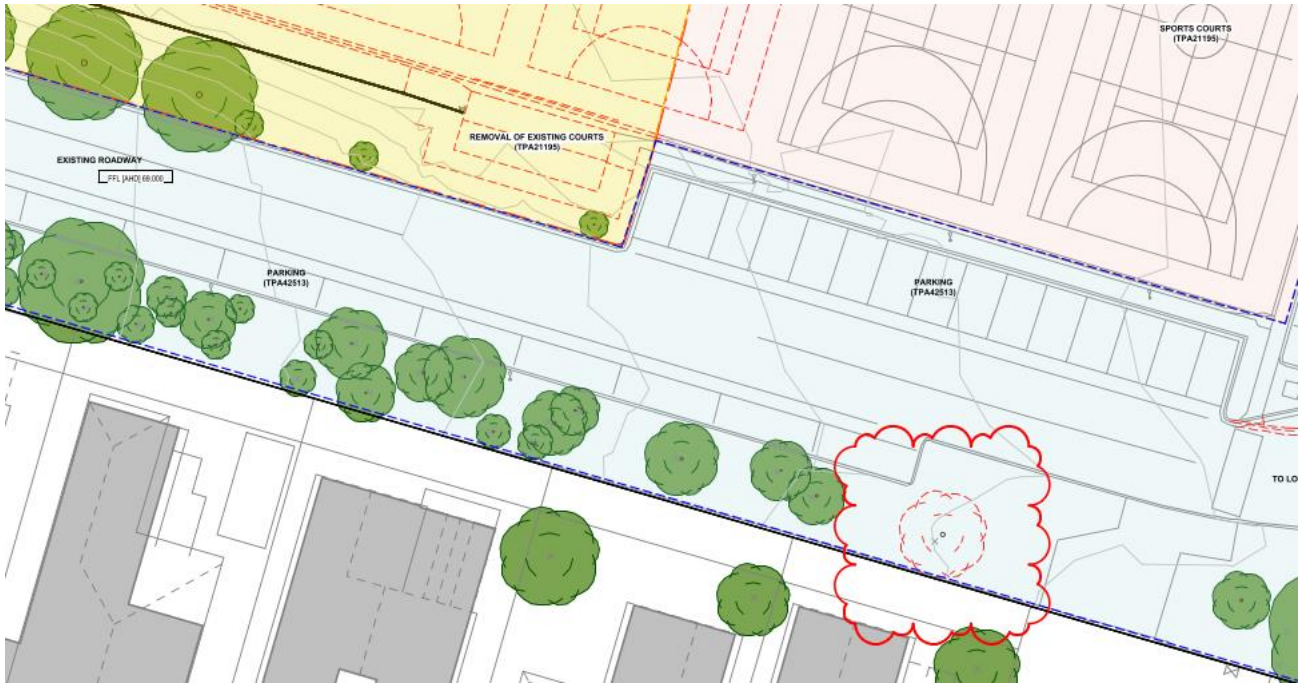 SPORTS COURTS
(TPA21195)
REMOVAL OF EXISTING COURTS
(TPA21195)
EXISTING ROADWAY
FFL [AHD] 69.000
PARKING
(TPA42513)
PARKING
(TPA42513)
TO LO